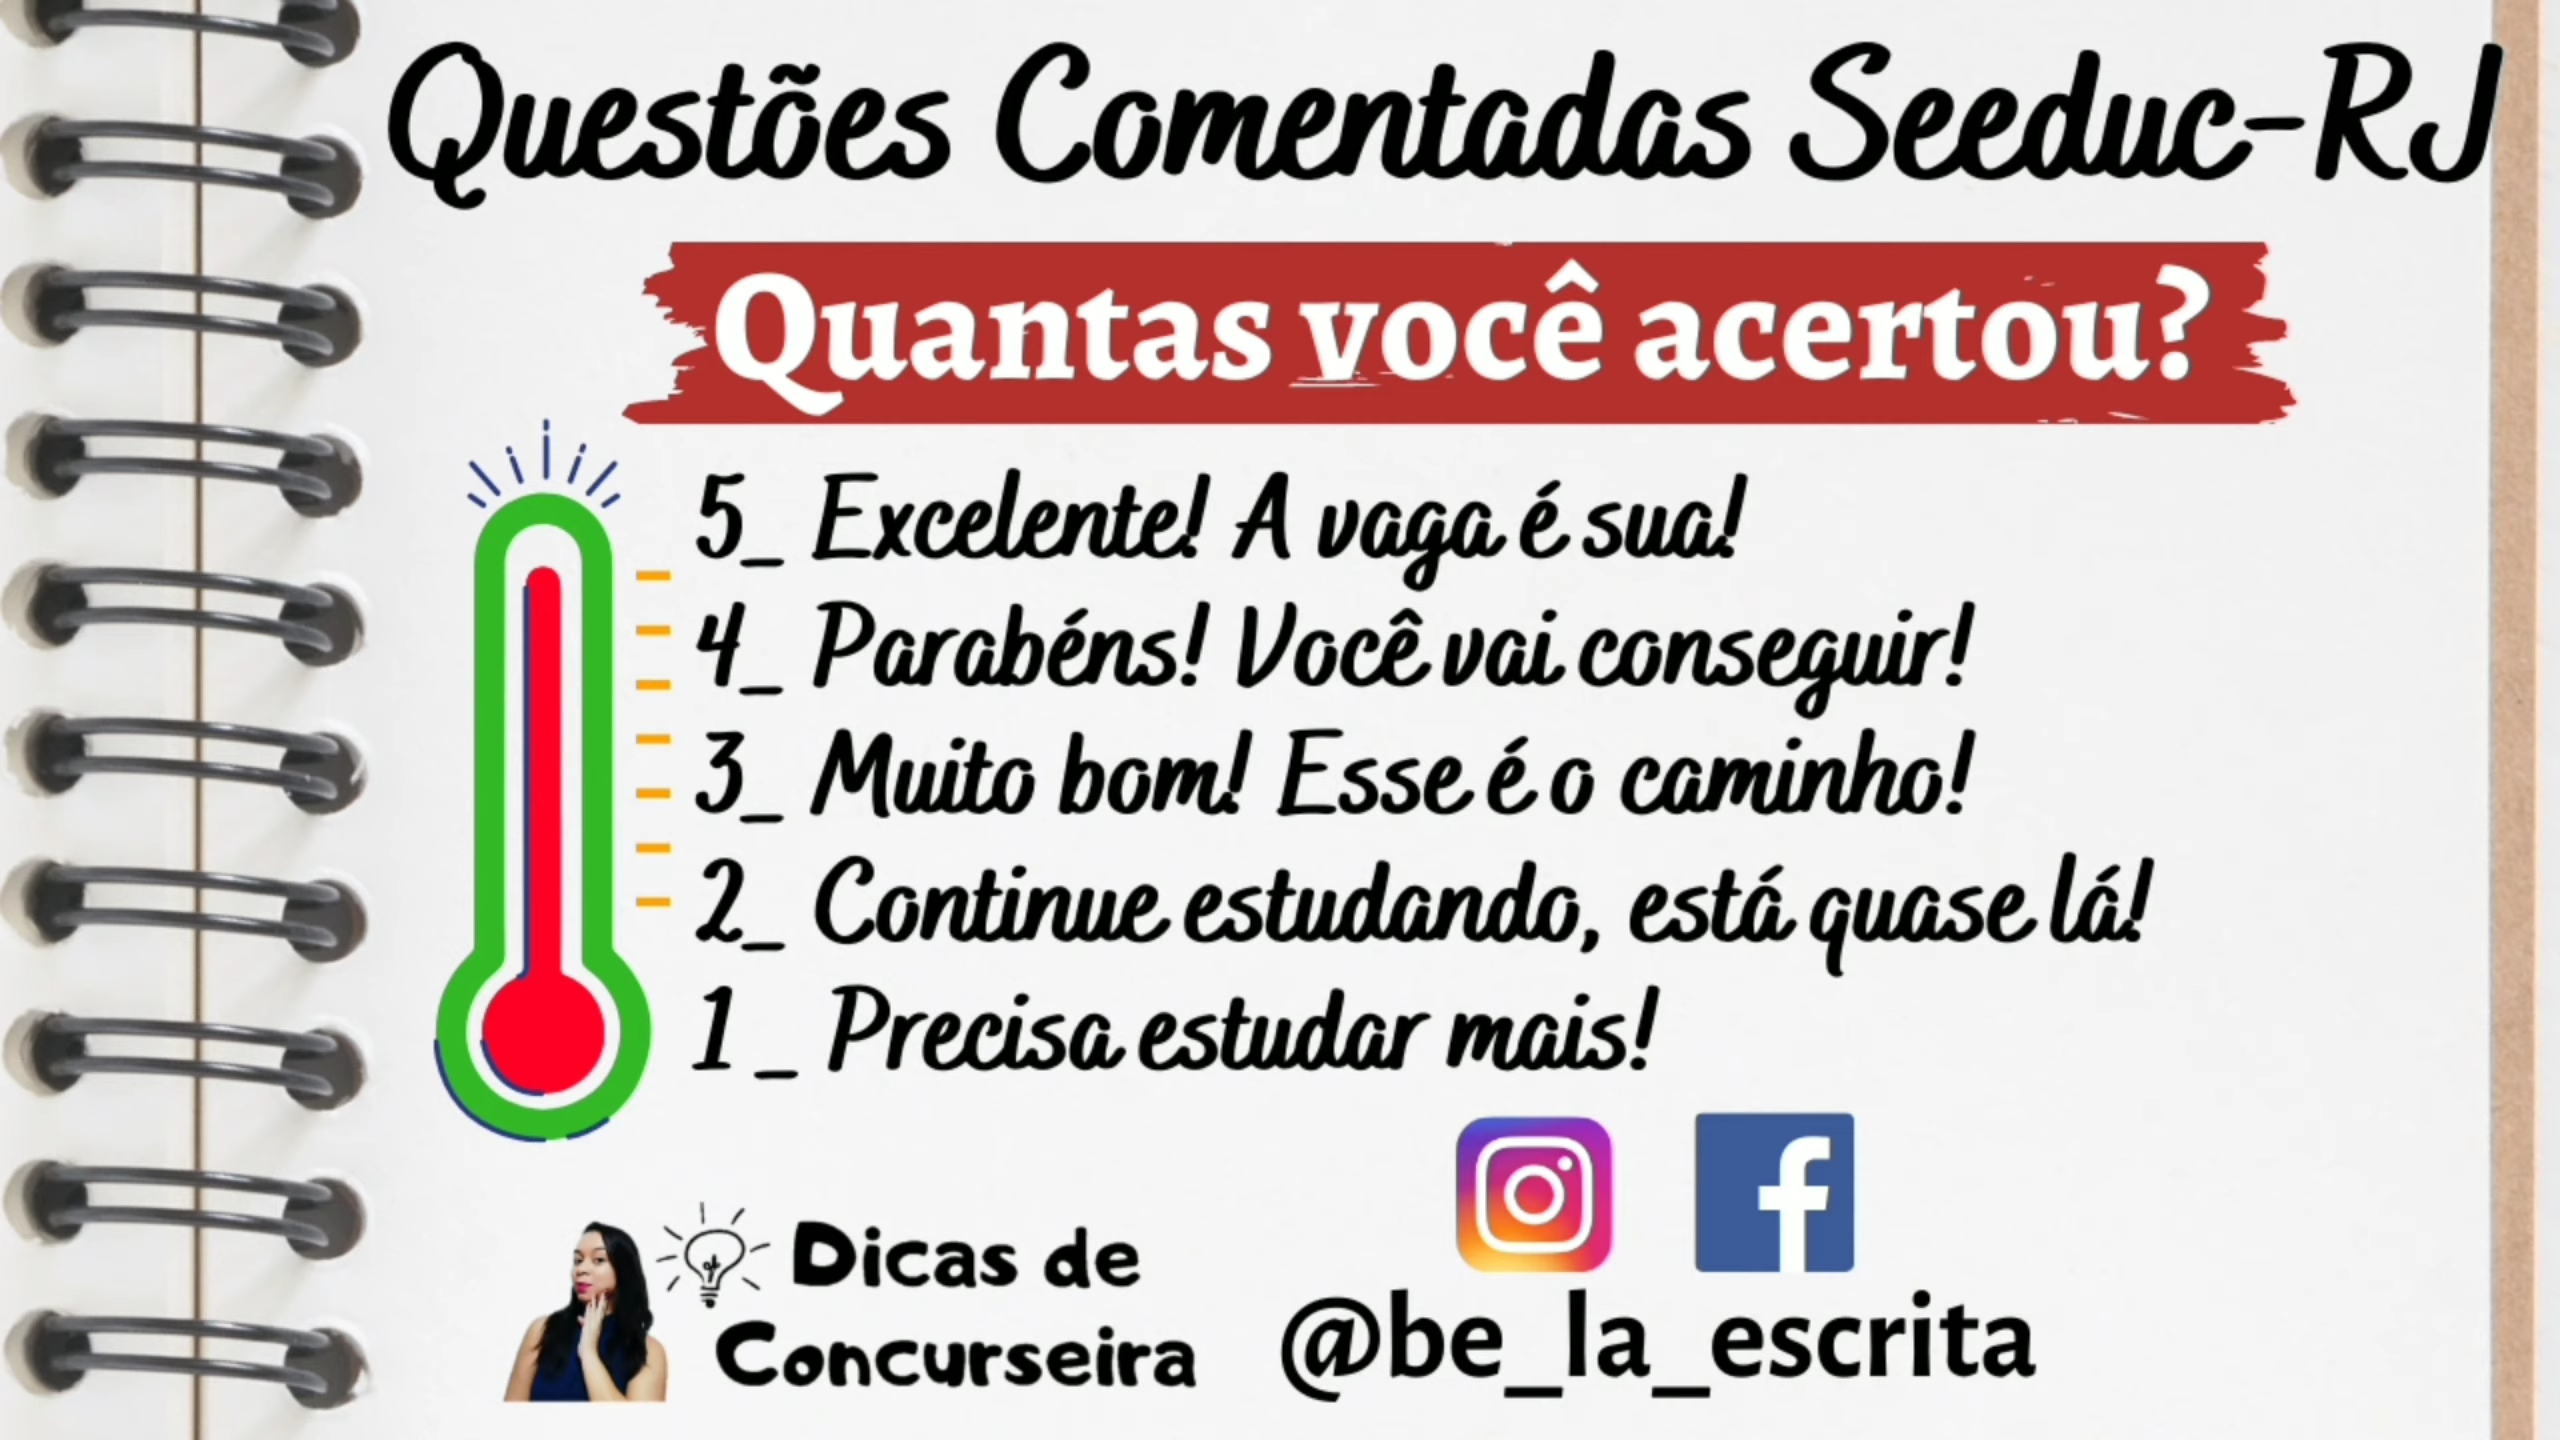 Questões Comentadas Seeduc-RJ
Quantas você acertou?
5_ Excelente! A vaga é sua!
4_ Parabéns! Você vai conseguir!
3_ Muito bom! Esse é o caminho!
2_ Continue estudando, está quase lá!
1_ Precisa estudar mais!
Dicas de
Concurseira
@be_la_escrita